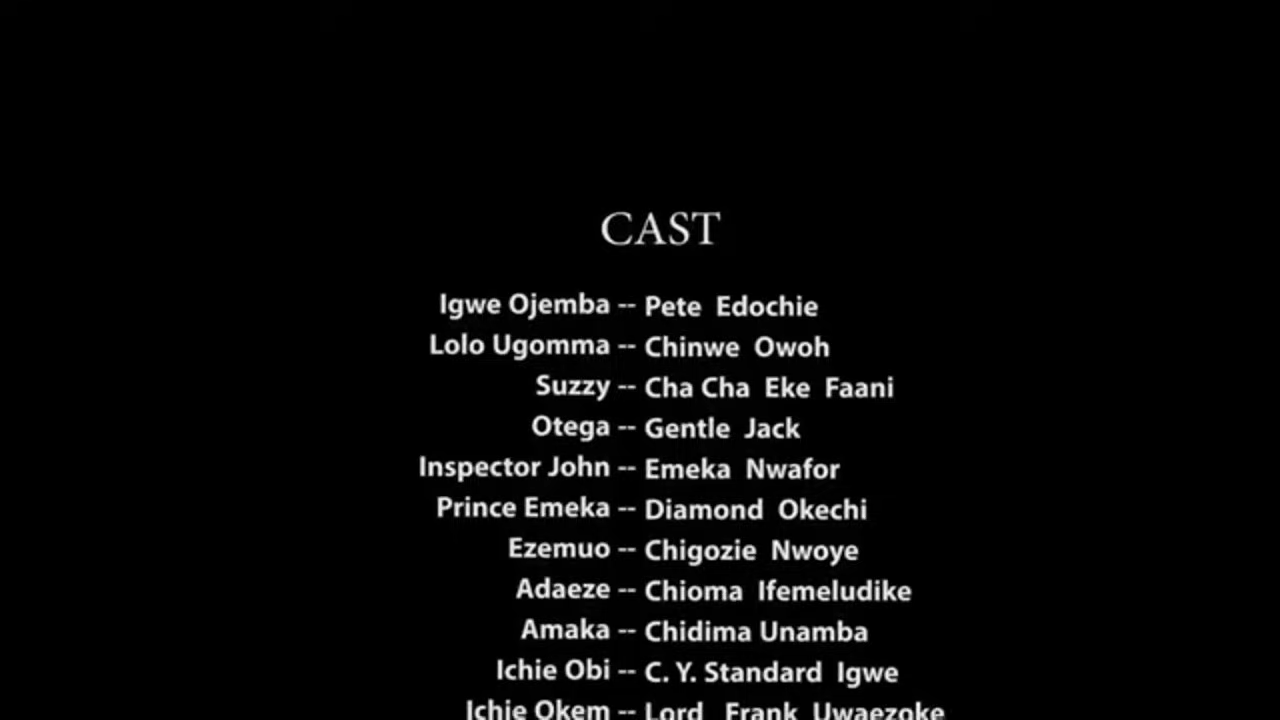 CAST
Igwe Ojemba -- Pete Edochie
Lolo Ugomma -- Chinwe Owoh
Suzzy -- Cha Cha Eke Faani
Otega -- Gentle Jack
Inspector John -- Emeka Nwafor
Prince Emeka -- Diamond Okechi
Ezemuo -- Chigozie Nwoye
Adaeze -- Chioma Ifemeludike
Amaka -- Chidima Unamba
Ichie Obi -- C. Y. Standard Igwe
Ichie Okem -- Lord Frank Uwaezoke